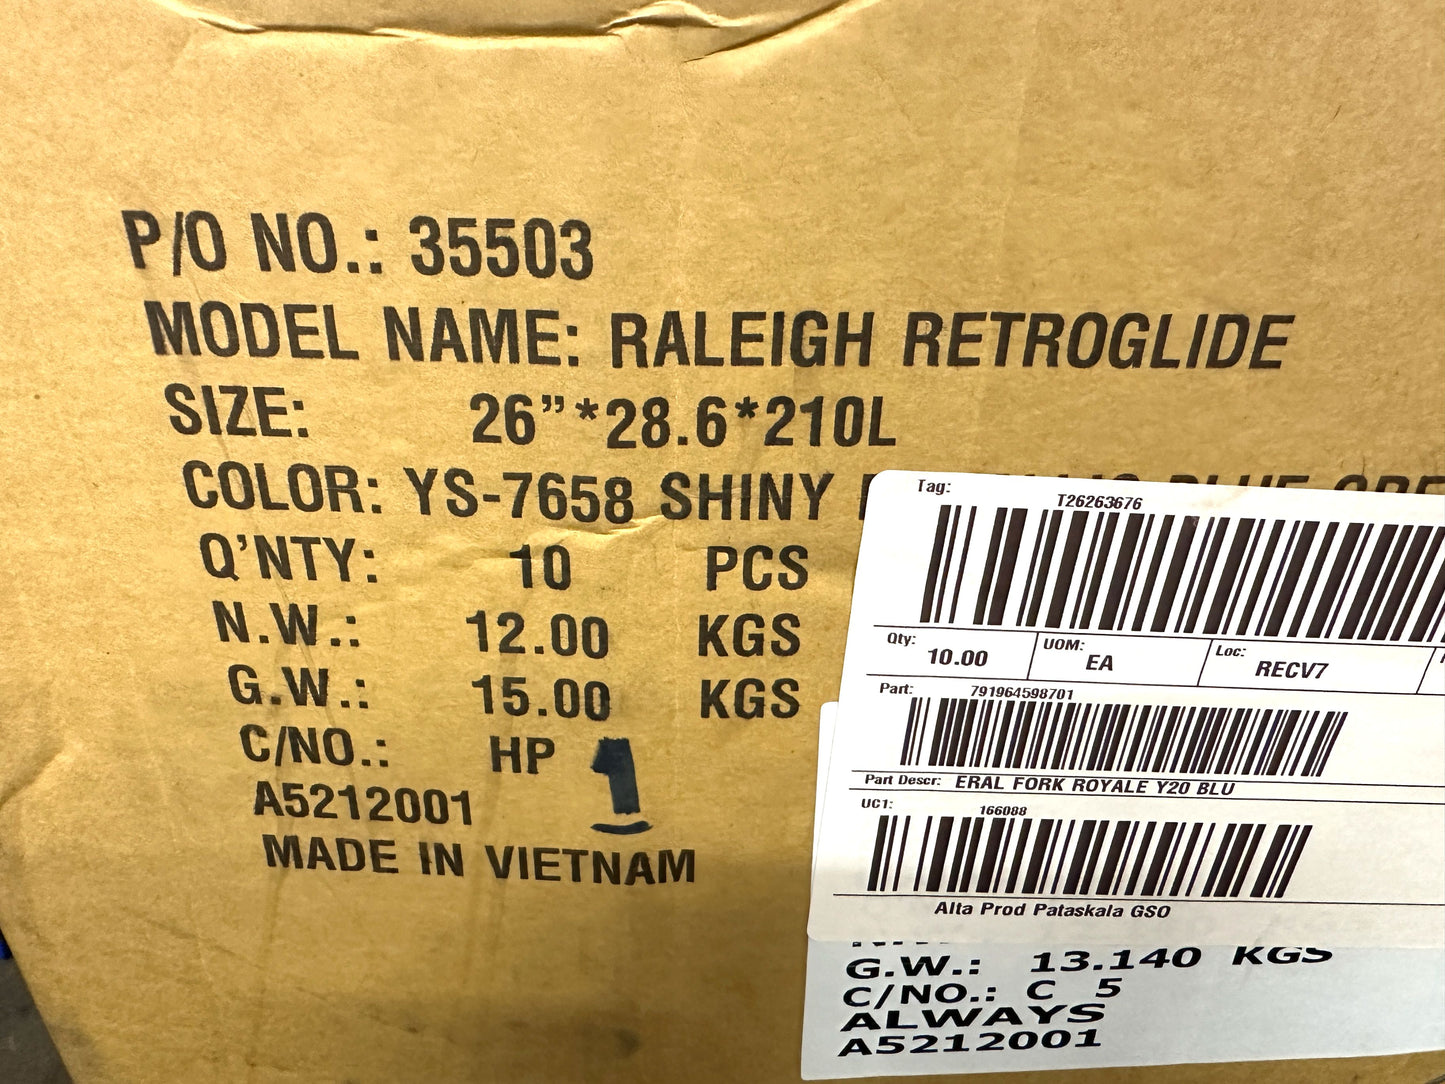 P/O NO.: 35503
MODEL NAME: RALEIGH RETROGLIDE
SIZE: 26"*28.6*210L
COLOR: YS-7658 SHINY
Q'NTY: 10 PCS
N.W.: 12.00 KGS
G.W.: 15.00 KGS
C/NO.: HP 1
A5212001
MADE IN VIETNAM
Tag: T26263676
Qty: 10.00 UOM: EA Loc: RECV7
Part: 791964598701
Part Descr: ERAL FORK ROYALE Y20 BLU
UC1: 166088
Alta Prod Pataskala GSO
G.W.: 13.140 KGS
C/NO.: C 5
ALWAYS
A5212001